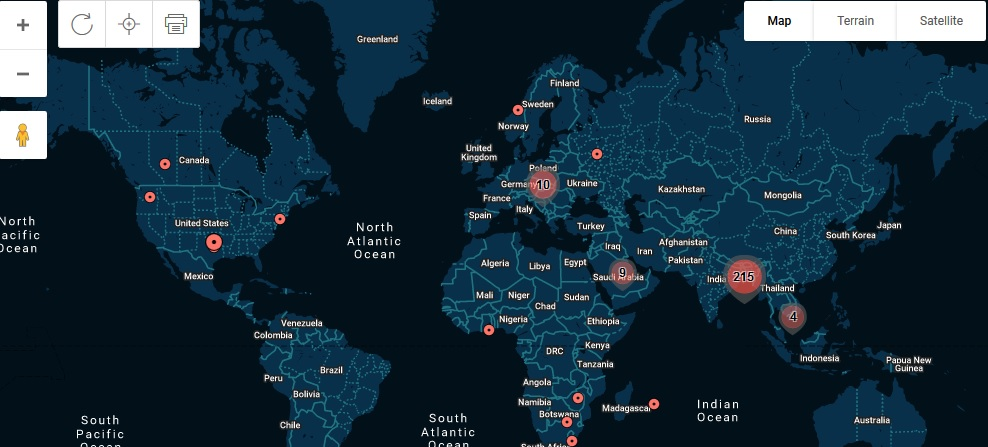 +
−
Map
Terrain
Satellite
Greenland
Iceland
Finland
Sweden
Norway
Russia
United
Kingdom
Canada
Poland
Germany
10
Ukraine
Kazakhstan
Mongolia
France
Italy
Spain
North
Pacific
Ocean
United States
North
Atlantic
Ocean
Turkey
China
Japan
South Korea
Iraq
Iran
Afghanistan
Pakistan
Mexico
Algeria
Libya
Egypt
Saudi Arabia
9
India
215
Thailand
Mali
Niger
Chad
Sudan
Nigeria
Ethiopia
4
Venezuela
Colombia
DRC
Kenya
Tanzania
Indonesia
Papua New
Guinea
Peru
Brazil
Bolivia
Angola
Namibia
Botswana
Madagascar
Indian
Ocean
Chile
South
Pacific
Ocean
South
Atlantic
Ocean
Australia